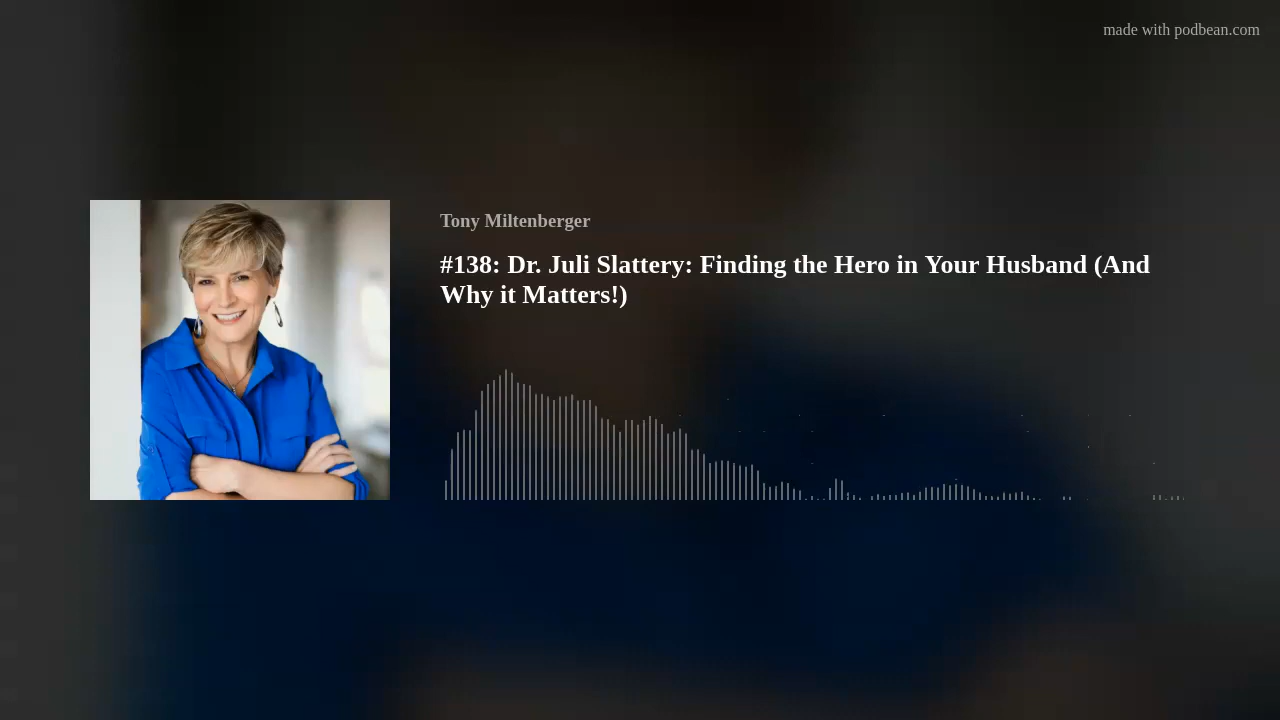 made with podbean.com
Tony Miltenberger
#138: Dr. Juli Slattery: Finding the Hero in Your Husband (And
Why it Matters!)